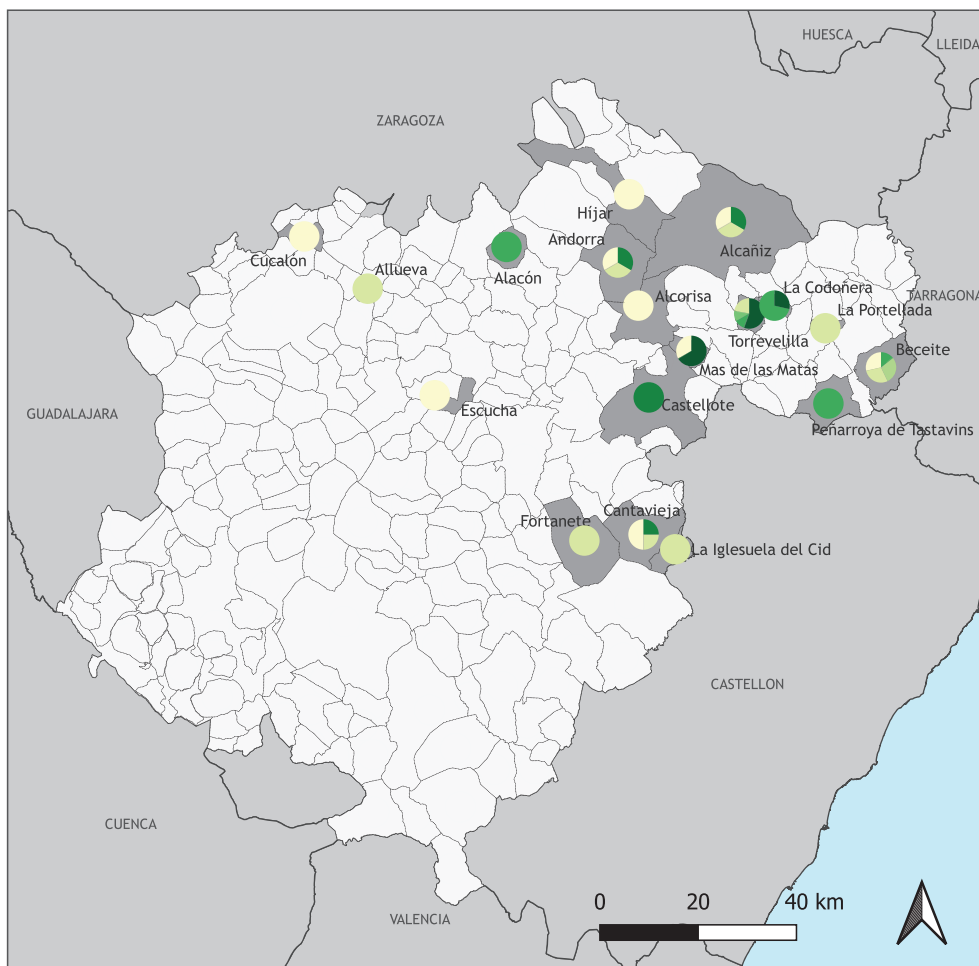 HUESCA
LLEIDA
ZARAGOZA
Híjar
Andorra
Alcañiz
Cucalón
Allueva
Alacón
La Codoñera
TARRAGONA
Alcorisa
La Portellada
Torrevelilla
Beceite
Mas de las Matas
GUADALAJARA
Escucha
Castellote
Peñarroya de Tastavins
Cantavieja
Fortanete
La Iglesuela del Cid
CASTELLON
CUENCA
VALENCIA
0 20 40 km